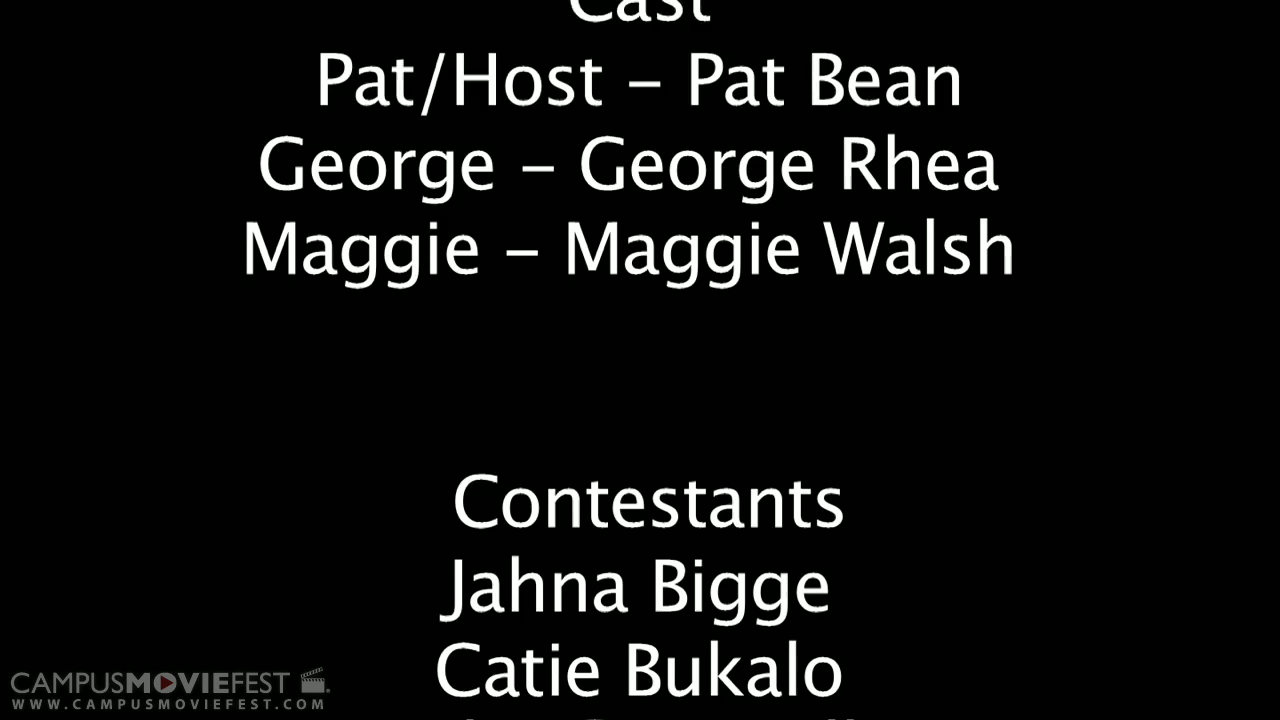 Cast
Pat/Host - Pat Bean
George - George Rhea
Maggie - Maggie Walsh
Contestants
Jahna Bigge
Catie Bukalo
CAMPUSMOVIEFEST
WWW.CAMPUSMOVIEFEST.COM